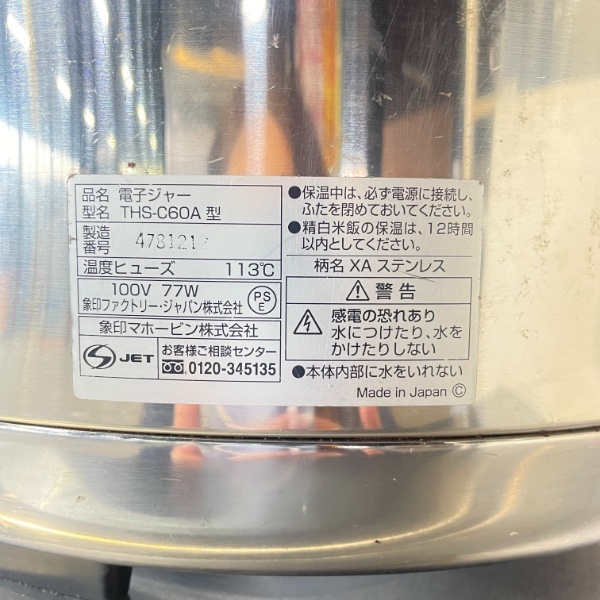 品名 電子ジャー
型名 THS-C60A 型
製造
番号
温度ヒューズ 113℃
100V 77W
象印ファクトリー・ジャパン株式会社
PS
E
象印マホービン株式会社
S JET
お客様ご相談センター
0120-345135
●保温中は、必ず電源に接続し、
ふたを閉めておいてください。
●精白米飯の保温は、12時間
以内としてください。
柄名 XA ステンレス
警告
感電の恐れあり
水につけたり、水を
かけたりしない
●本体内部に水をいれない
Made in Japan Ⓒ